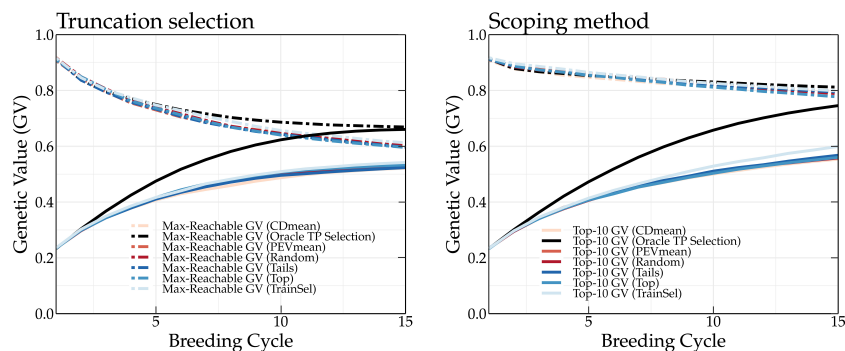 Truncation selection
Genetic Value (GV)
1.0
0.8
0.6
0.4
0.2
0.0
Max-Reachable GV (CDmean)
Max-Reachable GV (Oracle TP Selection)
Max-Reachable GV (PEVmean)
Max-Reachable GV (Random)
Max-Reachable GV (Tails)
Max-Reachable GV (Top)
Max-Reachable GV (TrainSel)
5
10
15
Breeding Cycle
Scoping method
Genetic Value (GV)
1.0
0.8
0.6
0.4
0.2
0.0
Top-10 GV (CDmean)
Top-10 GV (Oracle TP Selection)
Top-10 GV (PEVmean)
Top-10 GV (Random)
Top-10 GV (Tails)
Top-10 GV (Top)
Top-10 GV (TrainSel)
5
10
15
Breeding Cycle